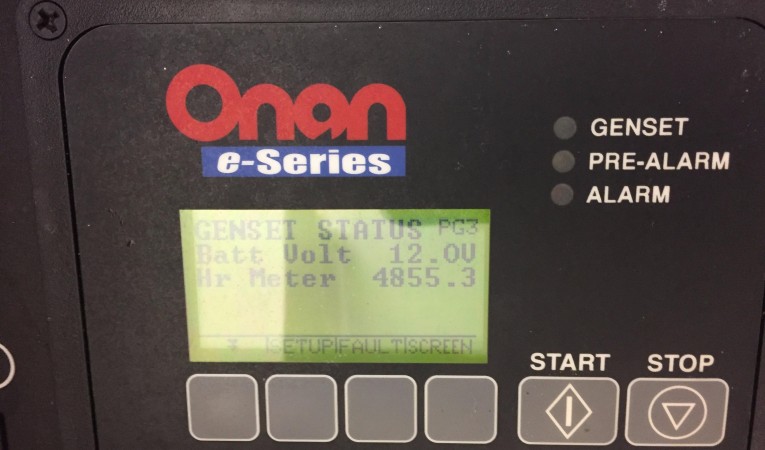 Onan
e-Series
GENSET
PRE-ALARM
ALARM
GENSET STATUS PG3
Batt Volt 12.0V
Hr Meter 4855.3
* |SETUP|FAULT|SCREEN
START STOP